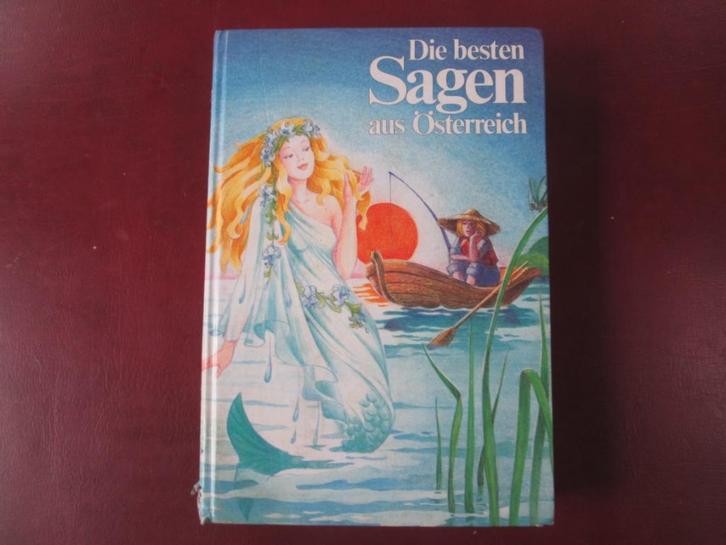 Die besten
Sagen
aus Österreich